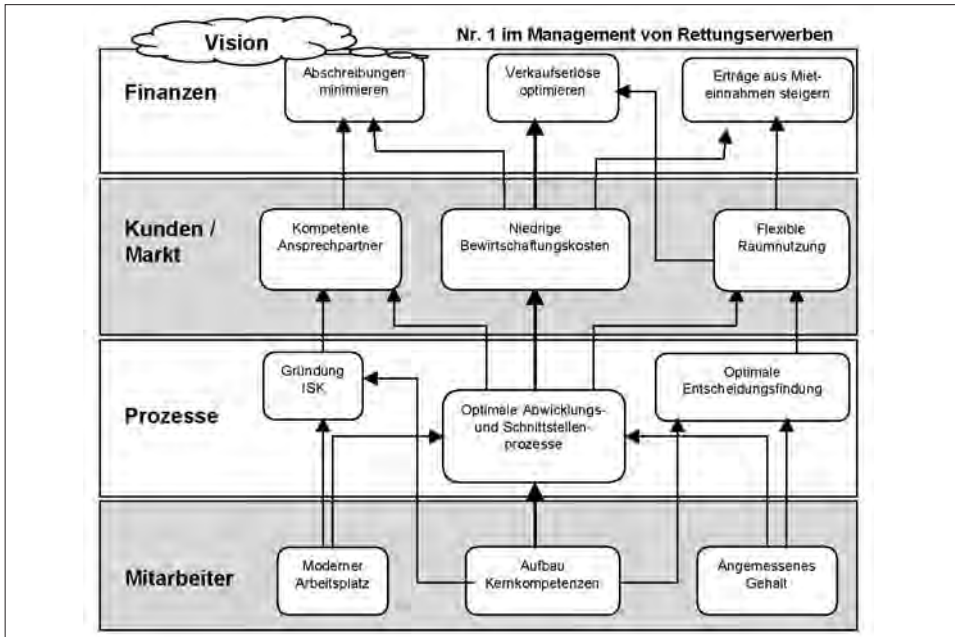 Vision
Nr. 1 im Management von Rettungserwerben
Finanzen
Abschreibungen
minimieren
Verkaufserlöse
optimieren
Erträge aus Miet-
einnahmen steigern
Kunden /
Markt
Kompetente
Ansprechpartner
Niedrige
Bewirtschaftungskosten
Flexible
Raumnutzung
Prozesse
Gründung
ISK
Optimale Abwicklungs-
und Schnittstellen-
prozesse
Optimale
Entscheidungsfindung
Mitarbeiter
Moderner
Arbeitsplatz
Aufbau
Kernkompetenzen
Angemessenes
Gehalt